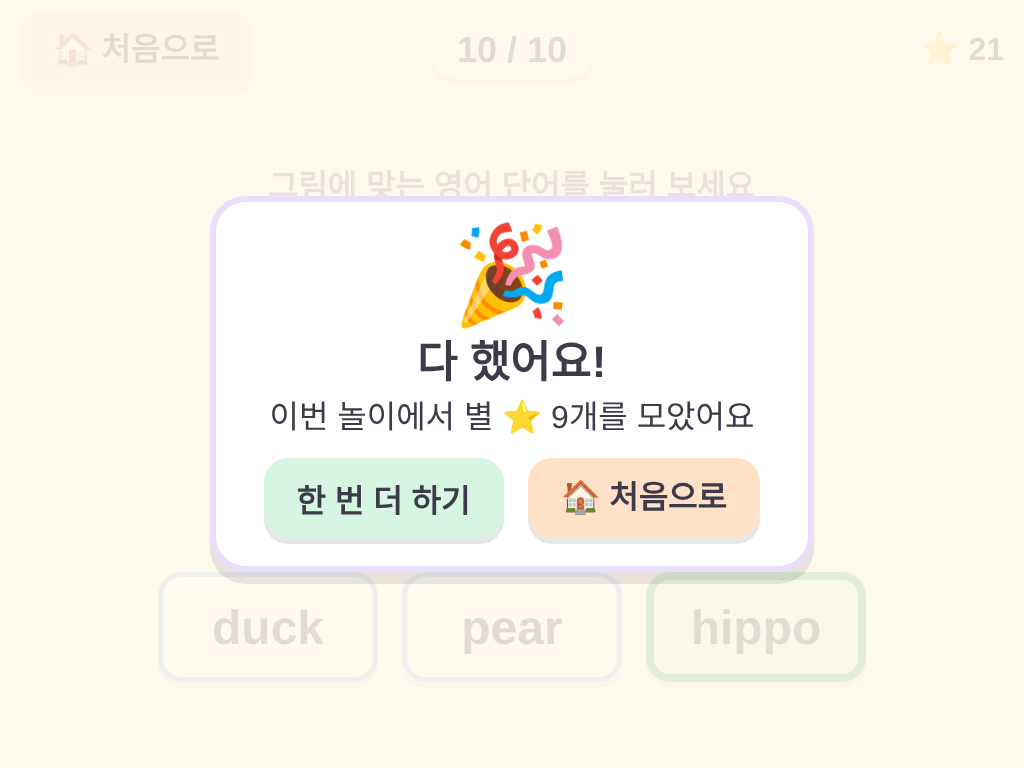 처음으로
10 / 10
21
그림에 맞는 영어 단어를 눌러 보세요
다 했어요!
이번 놀이에서 별 ⭐ 9개를 모았어요
한 번 더 하기
처음으로
duck
pear
hippo